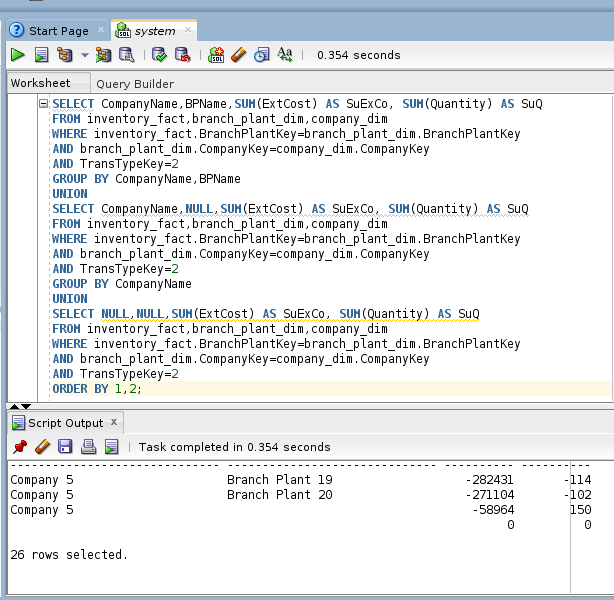 Start Page
system
0.354 seconds
Worksheet Query Builder
SELECT CompanyName,BPName,SUM(ExtCost) AS SuExCo, SUM(Quantity) AS SuQ
FROM inventory_fact,branch_plant_dim,company_dim
WHERE inventory_fact.BranchPlantKey=branch_plant_dim.BranchPlantKey
AND branch_plant_dim.CompanyKey=company_dim.CompanyKey
AND TransTypeKey=2
GROUP BY CompanyName,BPName
UNION
SELECT CompanyName,NULL,SUM(ExtCost) AS SuExCo, SUM(Quantity) AS SuQ
FROM inventory_fact,branch_plant_dim,company_dim
WHERE inventory_fact.BranchPlantKey=branch_plant_dim.BranchPlantKey
AND branch_plant_dim.CompanyKey=company_dim.CompanyKey
AND TransTypeKey=2
GROUP BY CompanyName
UNION
SELECT NULL,NULL,SUM(ExtCost) AS SuExCo, SUM(Quantity) AS SuQ
FROM inventory_fact,branch_plant_dim,company_dim
WHERE inventory_fact.BranchPlantKey=branch_plant_dim.BranchPlantKey
AND branch_plant_dim.CompanyKey=company_dim.CompanyKey
AND TransTypeKey=2
ORDER BY 1,2;
Script Output x
Task completed in 0.354 seconds
------------------------------ ------------------------------ ---------- ----------
Company 5 Branch Plant 19 -282431 -114
Company 5 Branch Plant 20 -271104 -102
Company 5 -58964 150
0 0
26 rows selected.